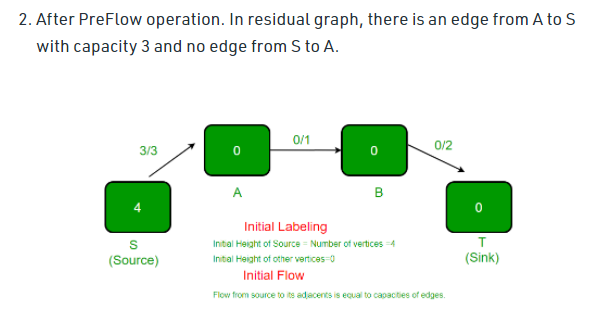 2. After PreFlow operation. In residual graph, there is an edge from A to S
with capacity 3 and no edge from S to A.
3/3
0
0/1
0
0/2
A
B
4
0
S
(Source)
T
(Sink)
Initial Labeling
Initial Height of Source = Number of vertices =4
Initial Height of other vertices=0
Initial Flow
Flow from source to its adjacents is equal to capacities of edges.